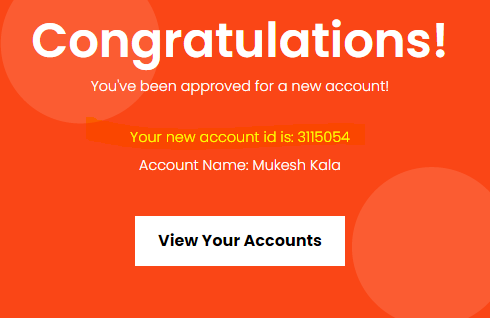 Congratulations!
You've been approved for a new account!
Your new account id is: 3115054
Account Name: Mukesh Kala
View Your Accounts